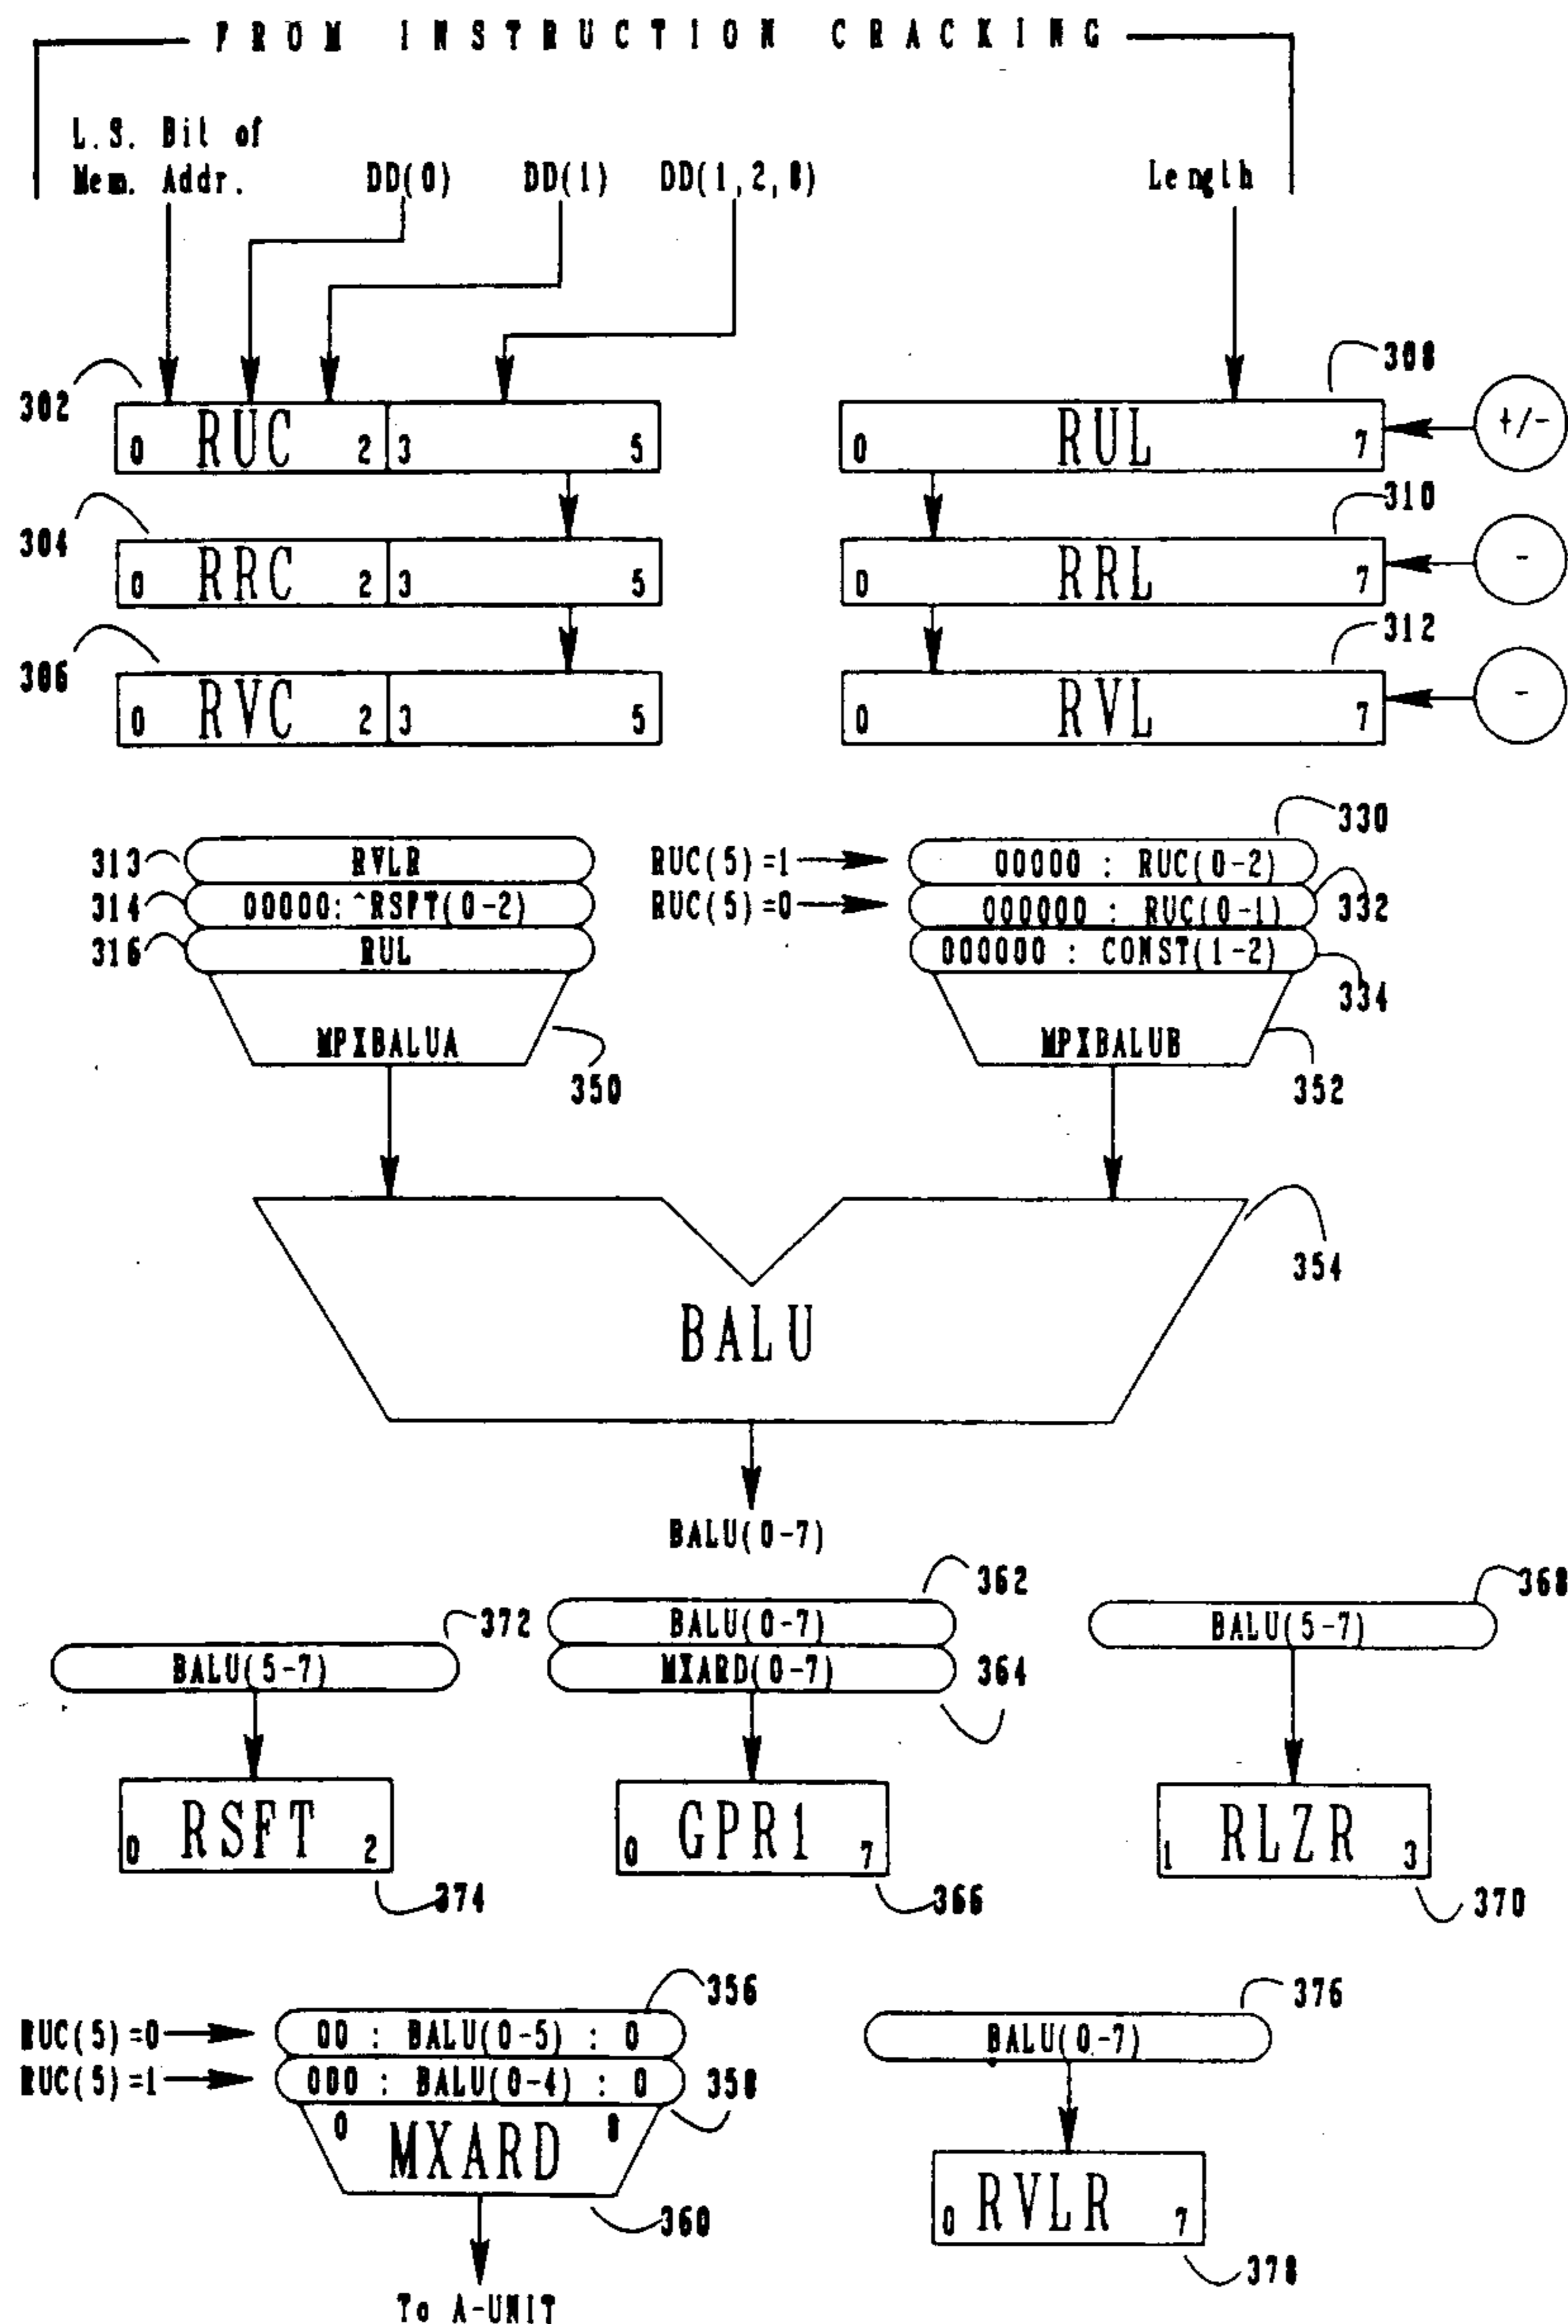 FROM INSTRUCTION CRACKING
L.S. Bit of
Mem. Addr. DD(0) DD(1) DD(1,2,8) Length
302 308
0 RUC 2 3 5 0 RUL 7 +/-
304 310
0 RRC 2 3 5 0 RRL 7 -
306 312
0 RVC 2 3 5 0 RVL 7 -
330
313 RVLR RUC(5)=1 00000 : RUC(0-2)
314 00000:^RSFT(0-2) RUC(5)=0 000000 : RUC(0-1) 332
316 RUL 000000 : CONST(1-2)
334
MPXBALUA MPXBALUB
350 352
354
BALU
BALU(0-7)
362 368
372 BALU(0-7) BALU(5-7)
BALU(5-7) MXARD(0-7) 364
0 RSFT 2 0 GPR1 7 1 RLZR 3
374 366 370
356 376
RUC(5)=0 00 : BALU(0-5) : 0 BALU(0-7)
RUC(5)=1 000 : BALU(0-4) : 0 358
0 MXARD 8
360 0 RVLR 7
378
To A-UNIT